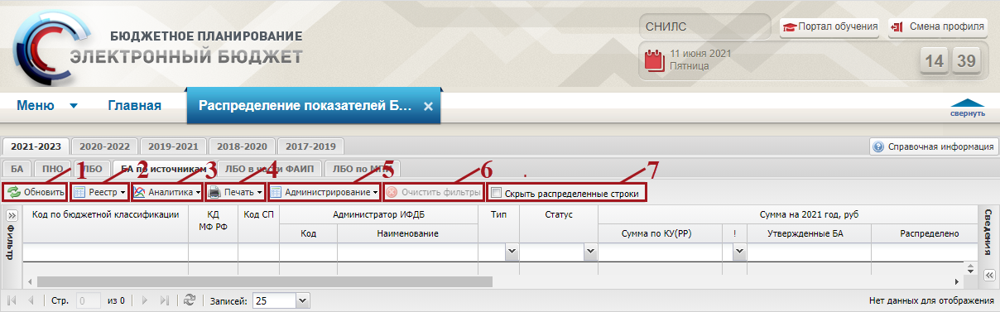 БЮДЖЕТНОЕ ПЛАНИРОВАНИЕ
ЭЛЕКТРОННЫЙ БЮДЖЕТ
СНИЛС
Портал обучения
Смена профиля
11 июня 2021
Пятница
14 39
Меню Главная Распределение показателей Б... ×
свернуть
2021-2023 2020-2022 2019-2021 2018-2020 2017-2019 Справочная информация
БА ПНО ЛБО БА по источникам ЛБО в части ФАИП ЛБО по МПК
1 2 3 4 5 6 7
Обновить Реестр Аналитика Печать Администрирование Очистить фильтры Скрыть распределенные строки
Фильтр
Код по бюджетной классификации КД МФ РФ Код СП Администратор ИФДБ Тип Статус Сумма на 2021 год, руб
Код Наименование Сумма по КУ(РР) ! Утвержденные БА Распределено
Сведения
Стр. 0 из 0 Записей: 25 Нет данных для отображения